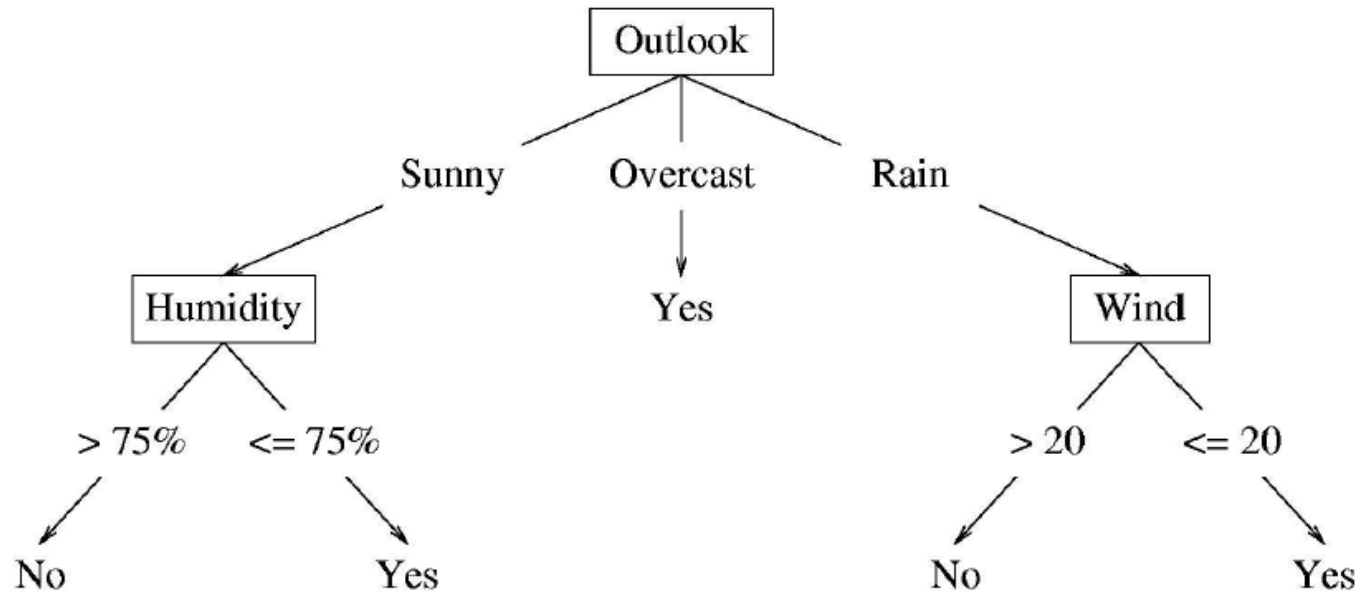 Outlook
Sunny Overcast Rain
Humidity Yes Wind
> 75% <= 75% > 20 <= 20
No Yes No Yes